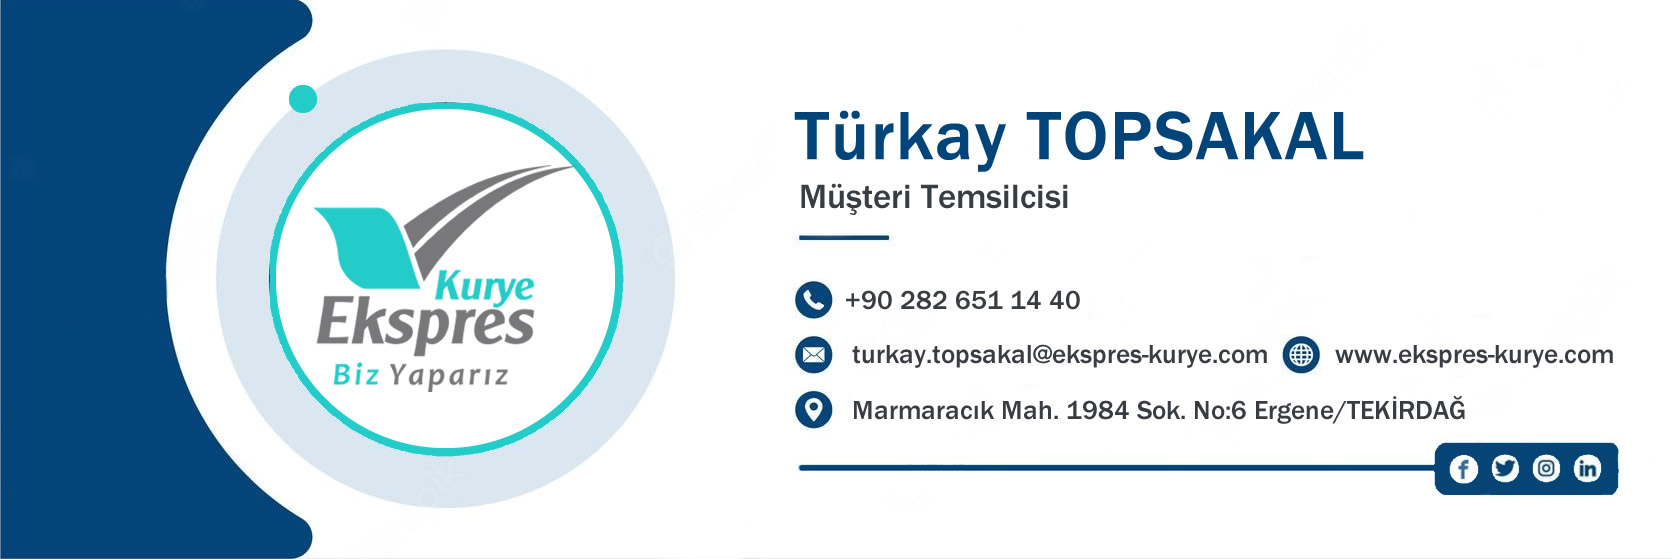 Kurye
Ekspres
Biz Yaparız
Türkay TOPSAKAL
Müşteri Temsilcisi
+90 282 651 14 40
turkay.topsakal@ekspres-kurye.com
www.ekspres-kurye.com
Marmaracık Mah. 1984 Sok. No:6 Ergene/TEKİRDAĞ